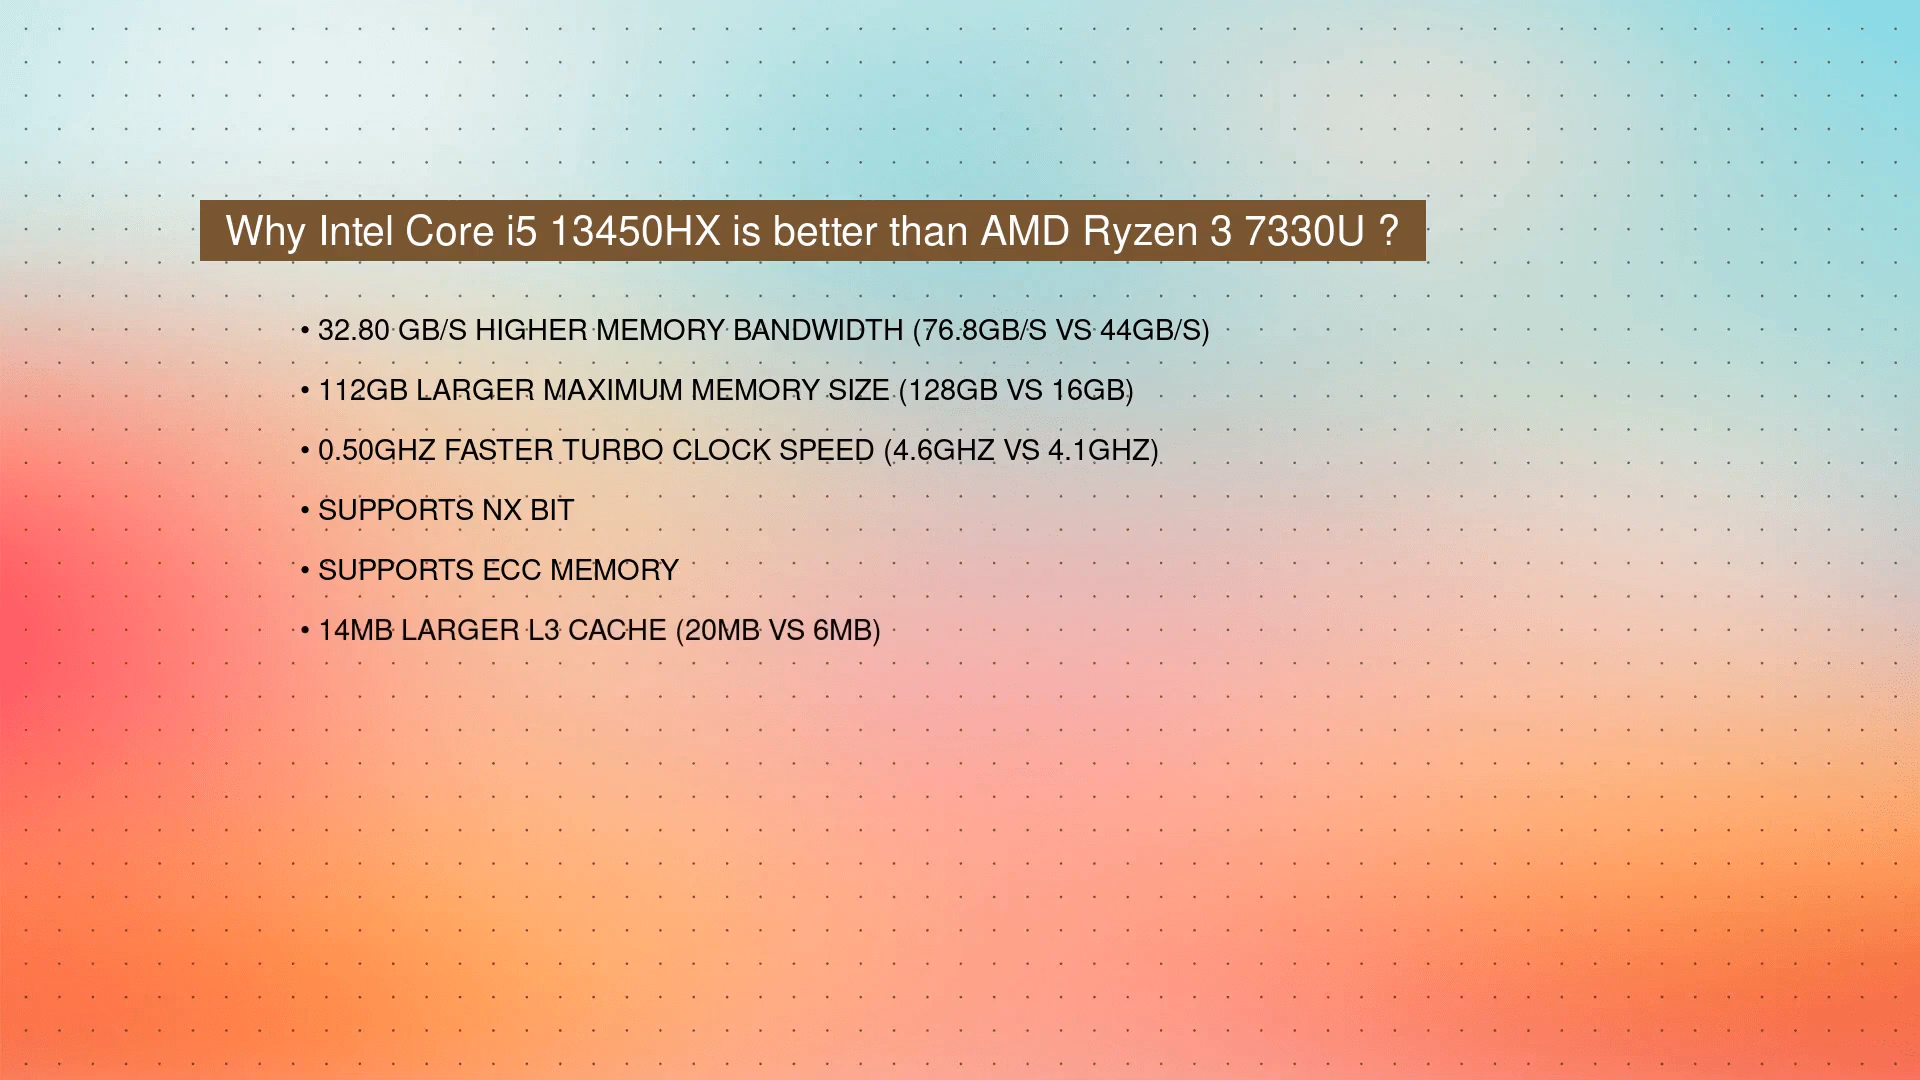 Why Intel Core i5 13450HX is better than AMD Ryzen 3 7330U ?
• 32.80 GB/S HIGHER MEMORY BANDWIDTH (76.8GB/S VS 44GB/S)
• 112GB LARGER MAXIMUM MEMORY SIZE (128GB VS 16GB)
• 0.50GHZ FASTER TURBO CLOCK SPEED (4.6GHZ VS 4.1GHZ)
• SUPPORTS NX BIT
• SUPPORTS ECC MEMORY
• 14MB LARGER L3 CACHE (20MB VS 6MB)